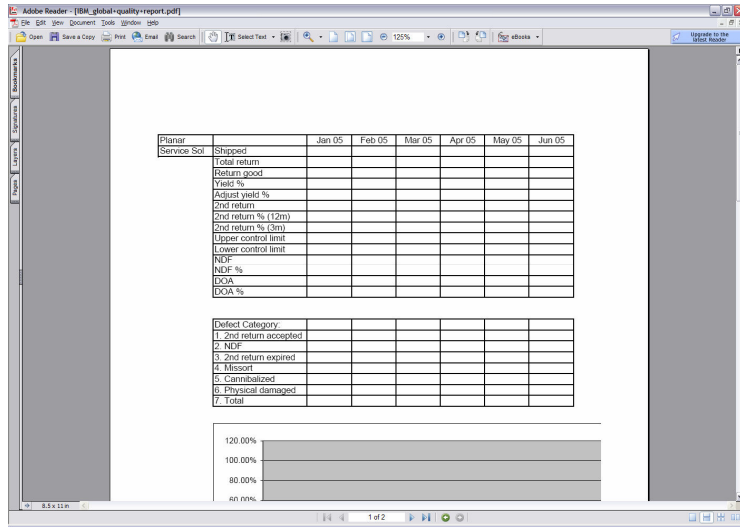 Adobe Reader - [IBM_global+quality+report.pdf]
File Edit View Document Tools Window Help
Open Save a Copy Print Email Search Select Text 125% eBooks Upgrade to the latest Reader
Bookmarks
Signatures
Layers
Pages
Planar Jan 05 Feb 05 Mar 05 Apr 05 May 05 Jun 05
Service Sol Shipped
Total return
Return good
Yield %
Adjust yield %
2nd return
2nd return % (12m)
2nd return % (3m)
Upper control limit
Lower control limit
NDF
NDF %
DOA
DOA %
Defect Category:
1. 2nd return accepted
2. NDF
3. 2nd return expired
4. Missort
5. Cannibalized
6. Physical damaged
7. Total
120.00%
100.00%
80.00%
60.00%
8.5 x 11 in
1 of 2